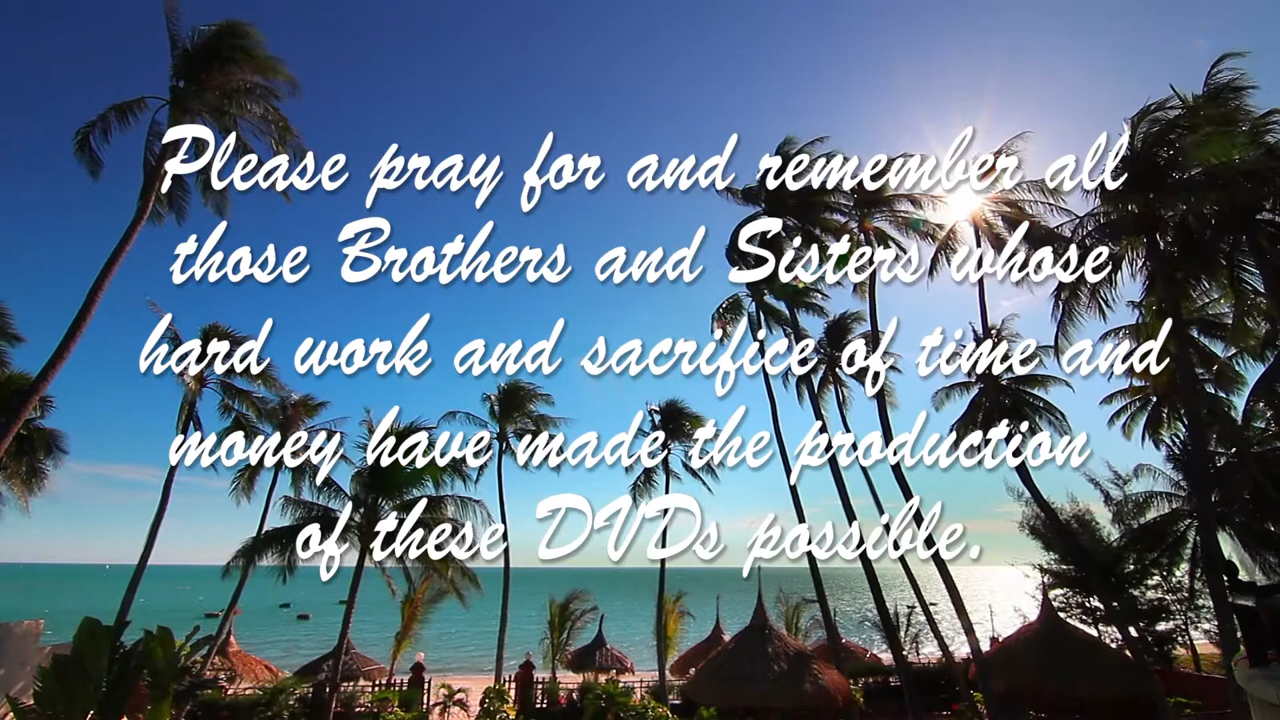 Please pray for and remember all
those Brothers and Sisters whose
hard work and sacrifice of time and
money have made the production
of these DVDs possible.